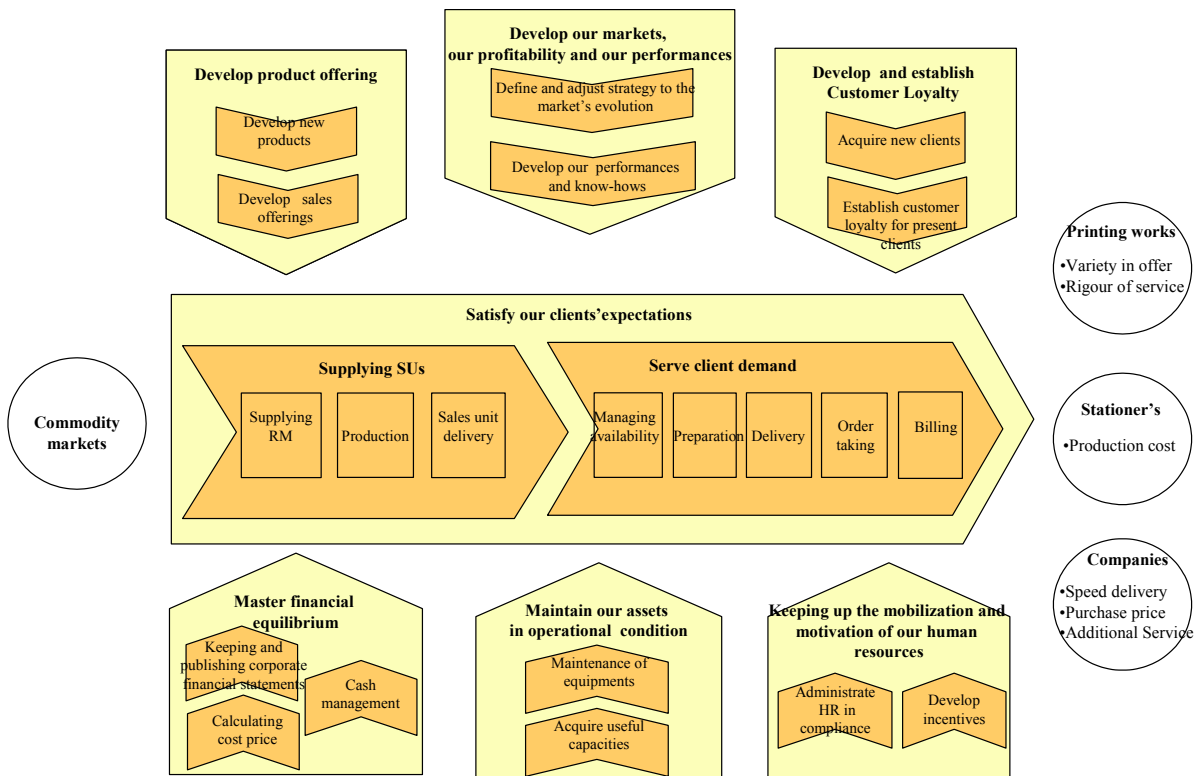 Develop product offering
Develop new
products
Develop sales
offerings
Develop our markets,
our profitability and our performances
Define and adjust strategy to the
market's evolution
Develop our performances
and know-hows
Develop and establish
Customer Loyalty
Acquire new clients
Establish customer
loyalty for present
clients
Printing works
•Variety in offer
•Rigour of service
Satisfy our clients'expectations
Supplying SUs
Supplying
RM
Production
Sales unit
delivery
Serve client demand
Managing
availability
Preparation
Delivery
Order
taking
Billing
Commodity
markets
Stationer's
•Production cost
Companies
•Speed delivery
•Purchase price
•Additional Service
Master financial
equilibrium
Keeping and
publishing corporate
financial statements
Cash
management
Calculating
cost price
Maintain our assets
in operational condition
Maintenance of
equipments
Acquire useful
capacities
Keeping up the mobilization and
motivation of our human
resources
Administrate
HR in
compliance
Develop
incentives